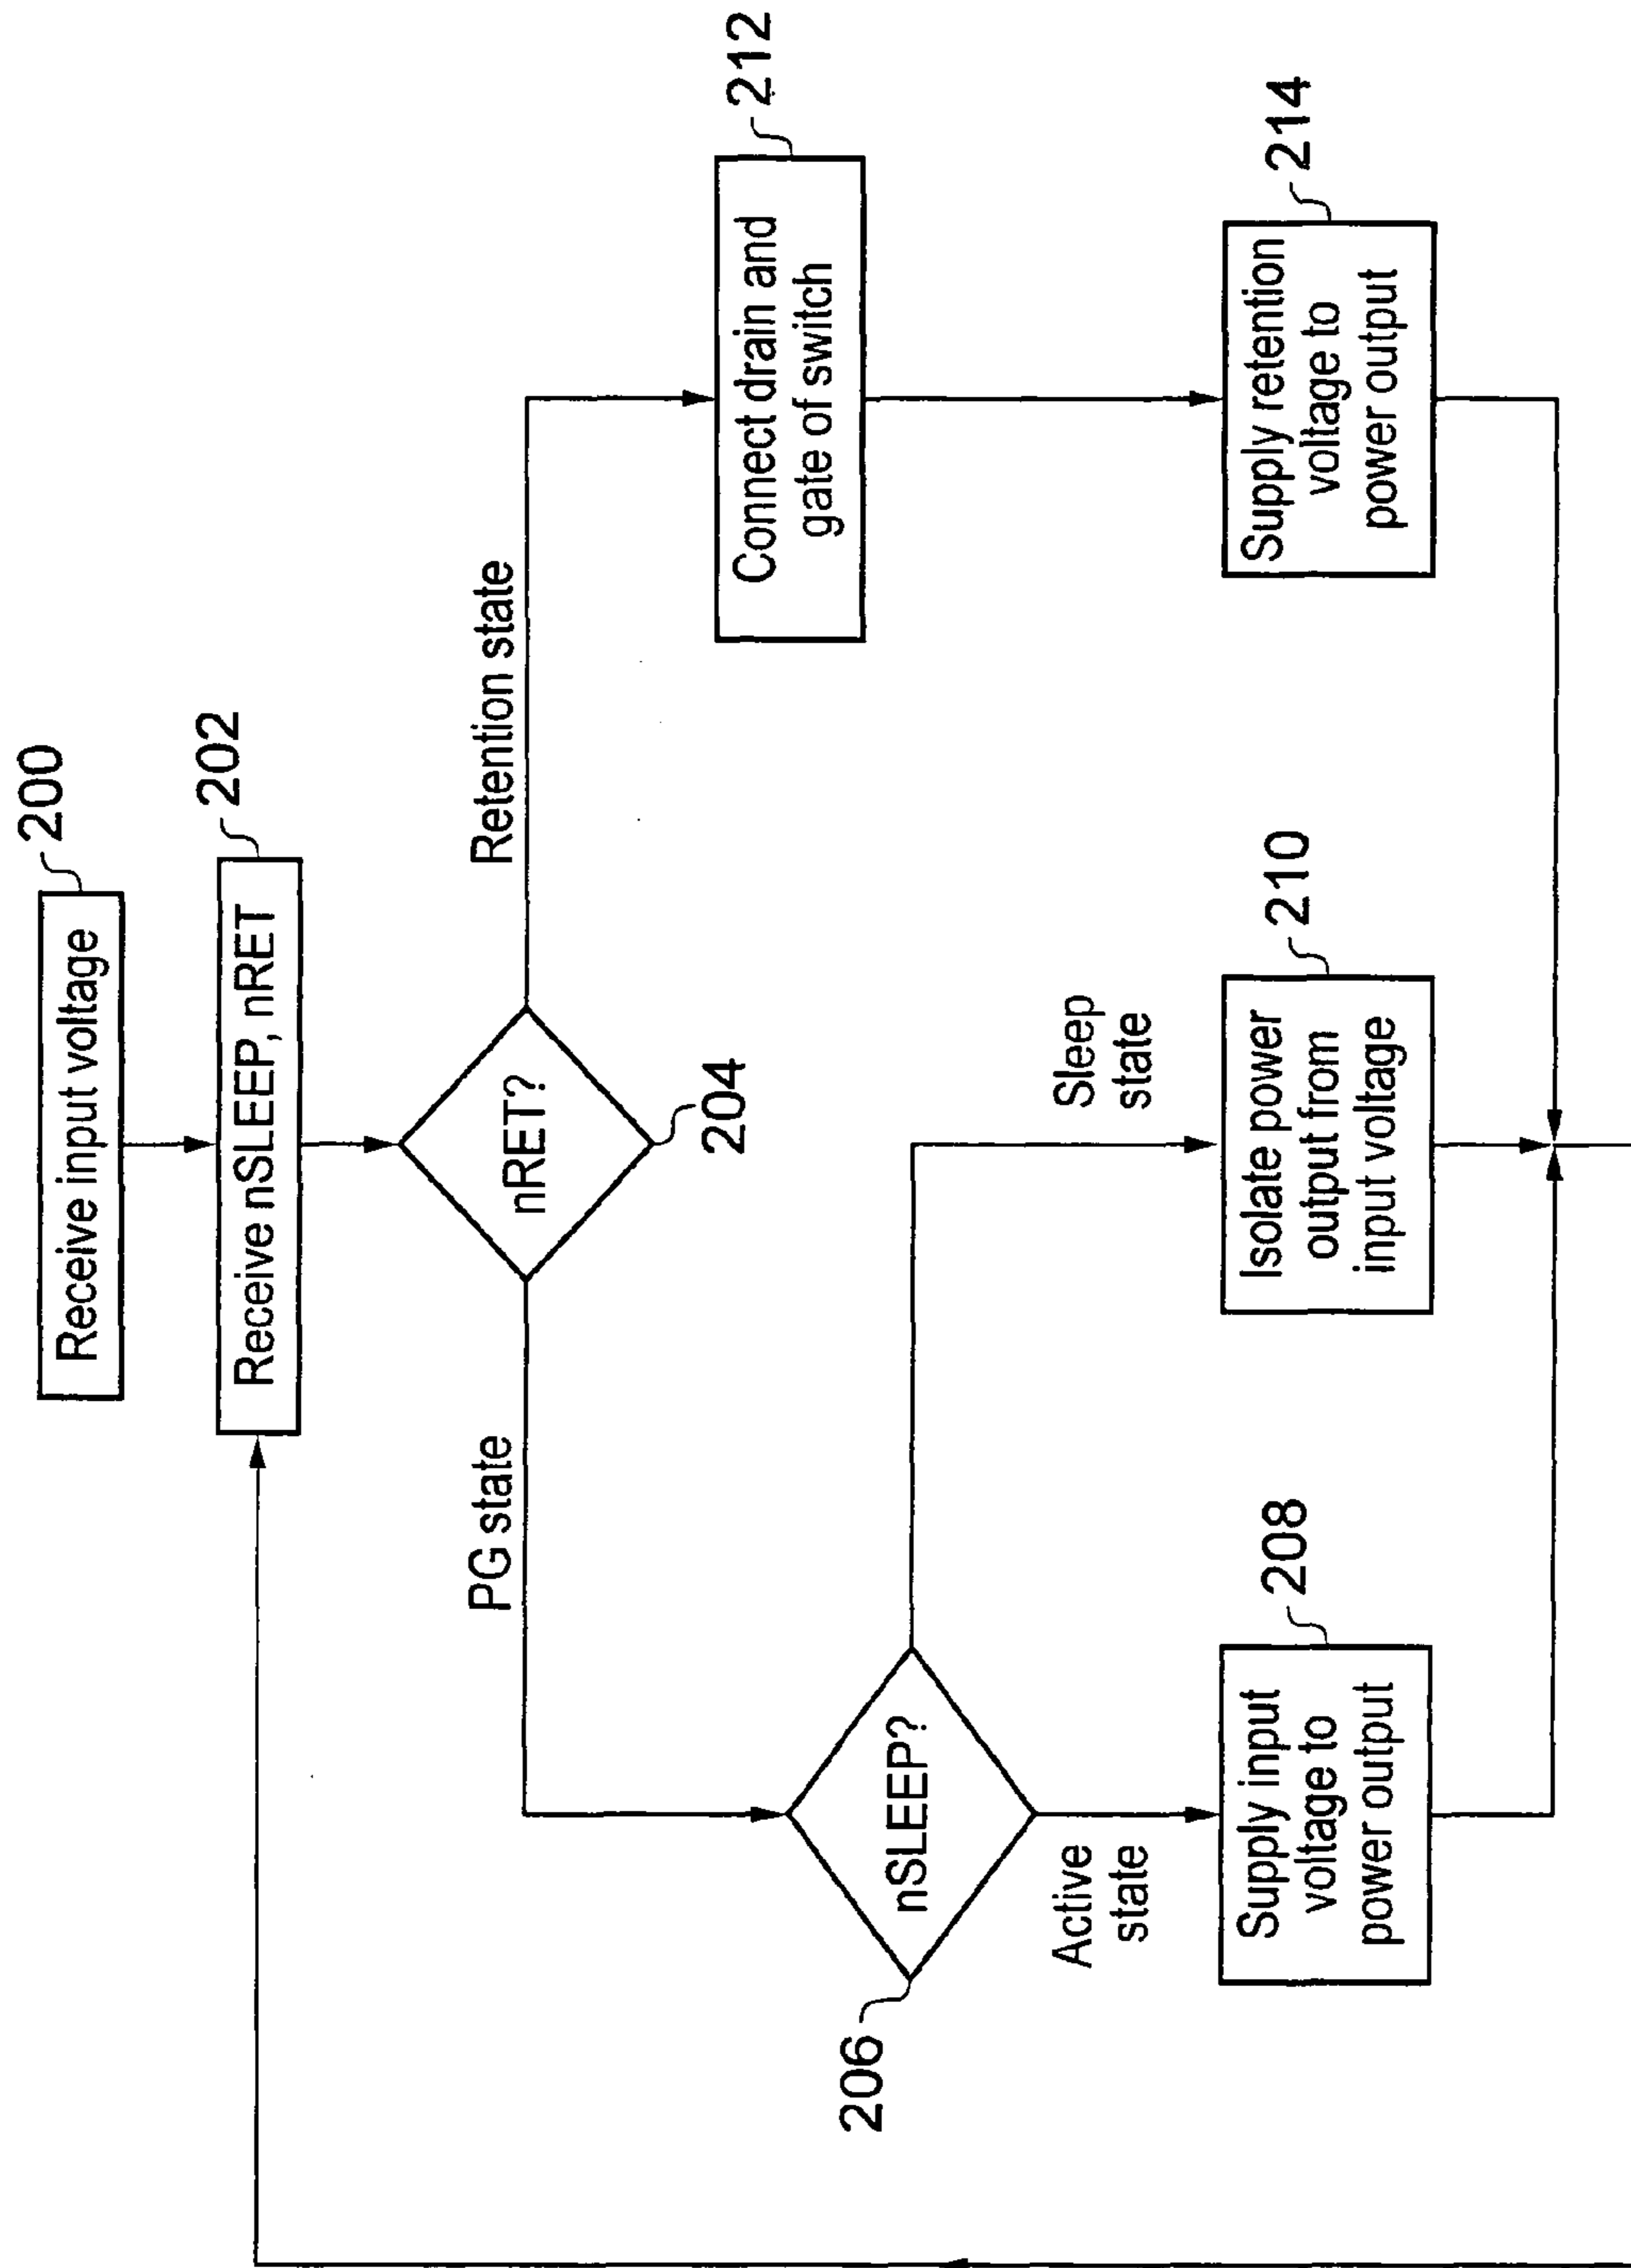 200
Receive input voltage
202
Receive nSLEEP, nRET
nRET?
204
PG state
Retention state
212
Connect drain and
gate of switch
nSLEEP?
206
Active
state
Sleep
state
208
Supply input
voltage to
power output
210
Isolate power
output from
input voltage
214
Supply retention
voltage to
power output